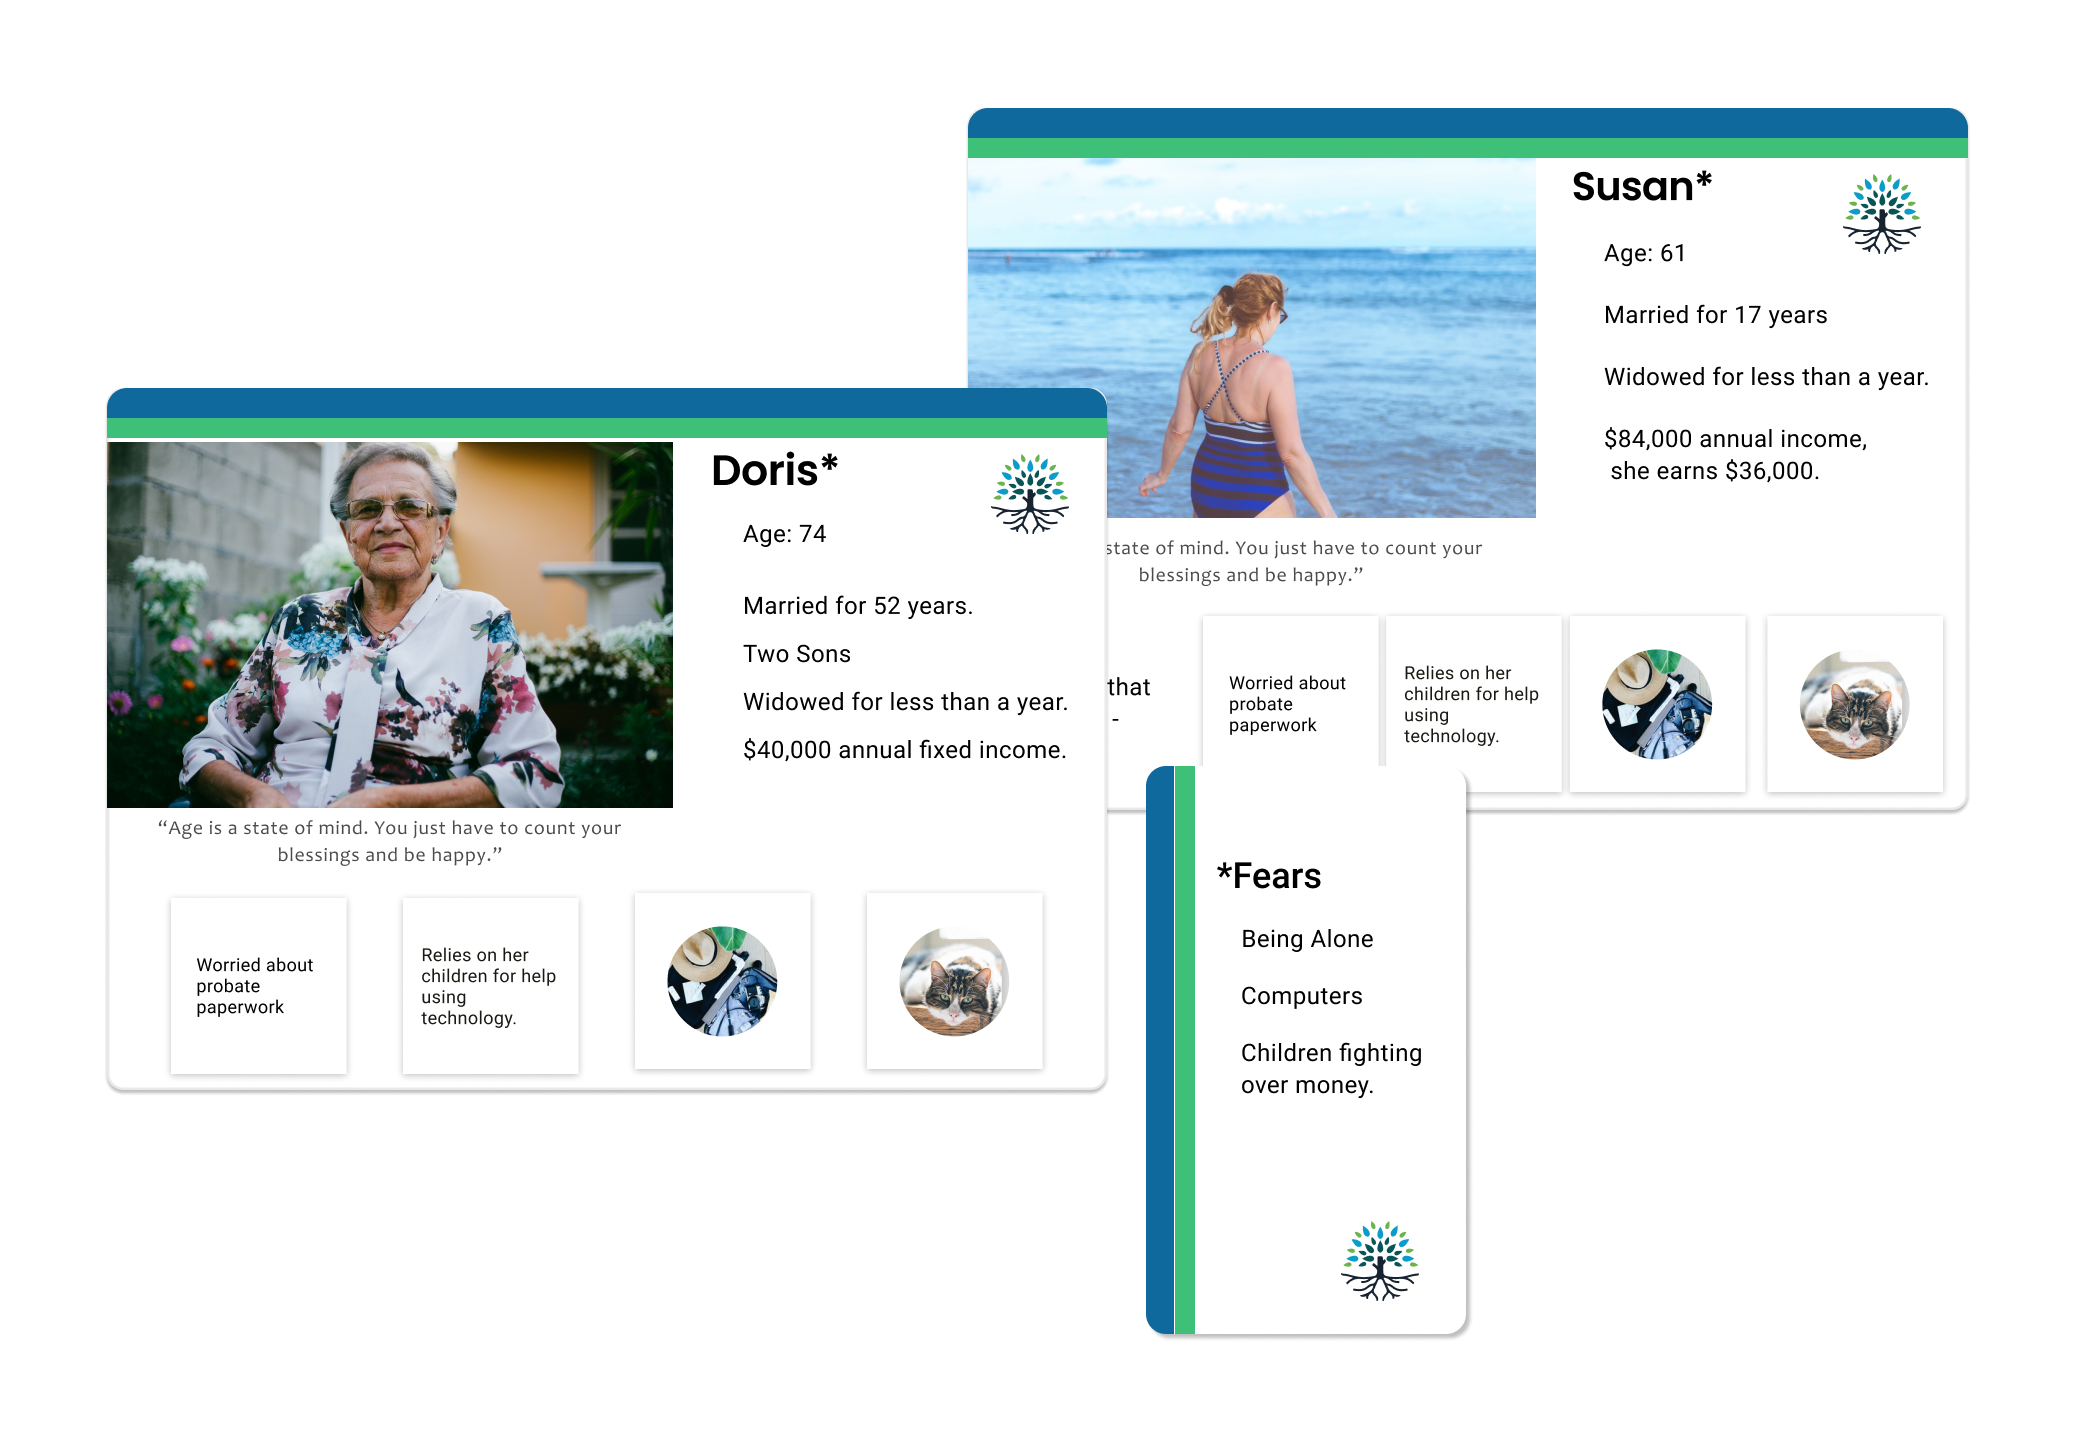 Susan*
Age: 61
Married for 17 years
Widowed for less than a year.
$84,000 annual income,
she earns $36,000.
state of mind. You just have to count your
blessings and be happy.”
that
-
Worried about
probate
paperwork
Relies on her
children for help
using
technology.
Doris*
Age: 74
Married for 52 years.
Two Sons
Widowed for less than a year.
$40,000 annual fixed income.
“Age is a state of mind. You just have to count your
blessings and be happy.”
Worried about
probate
paperwork
Relies on her
children for help
using
technology.
*Fears
Being Alone
Computers
Children fighting
over money.